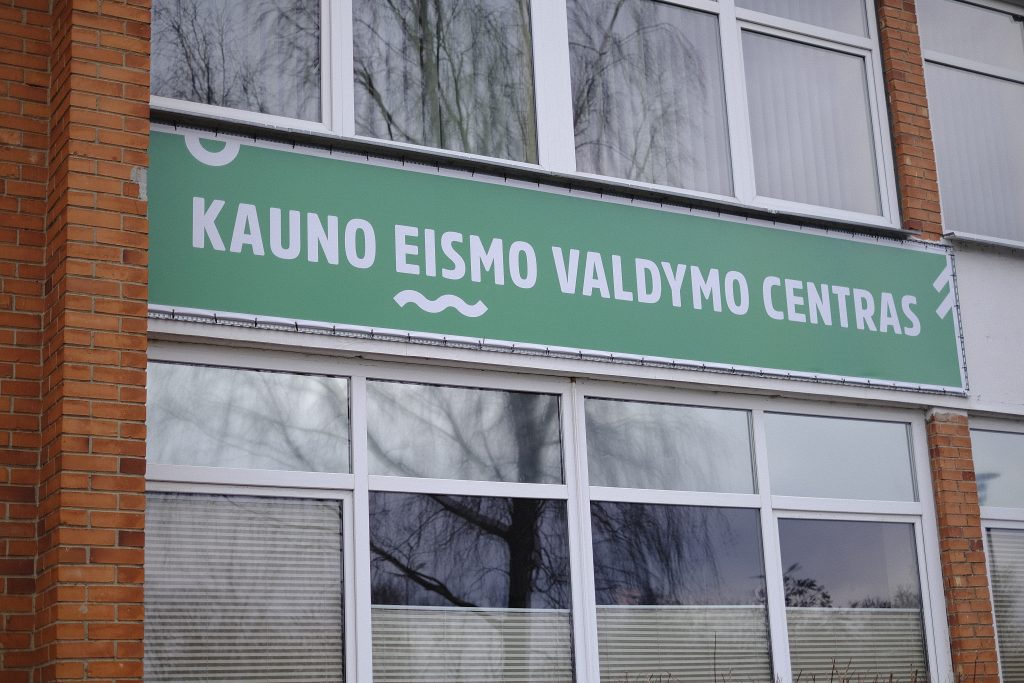 KAUNO EISMO VALDYMO CENTRAS